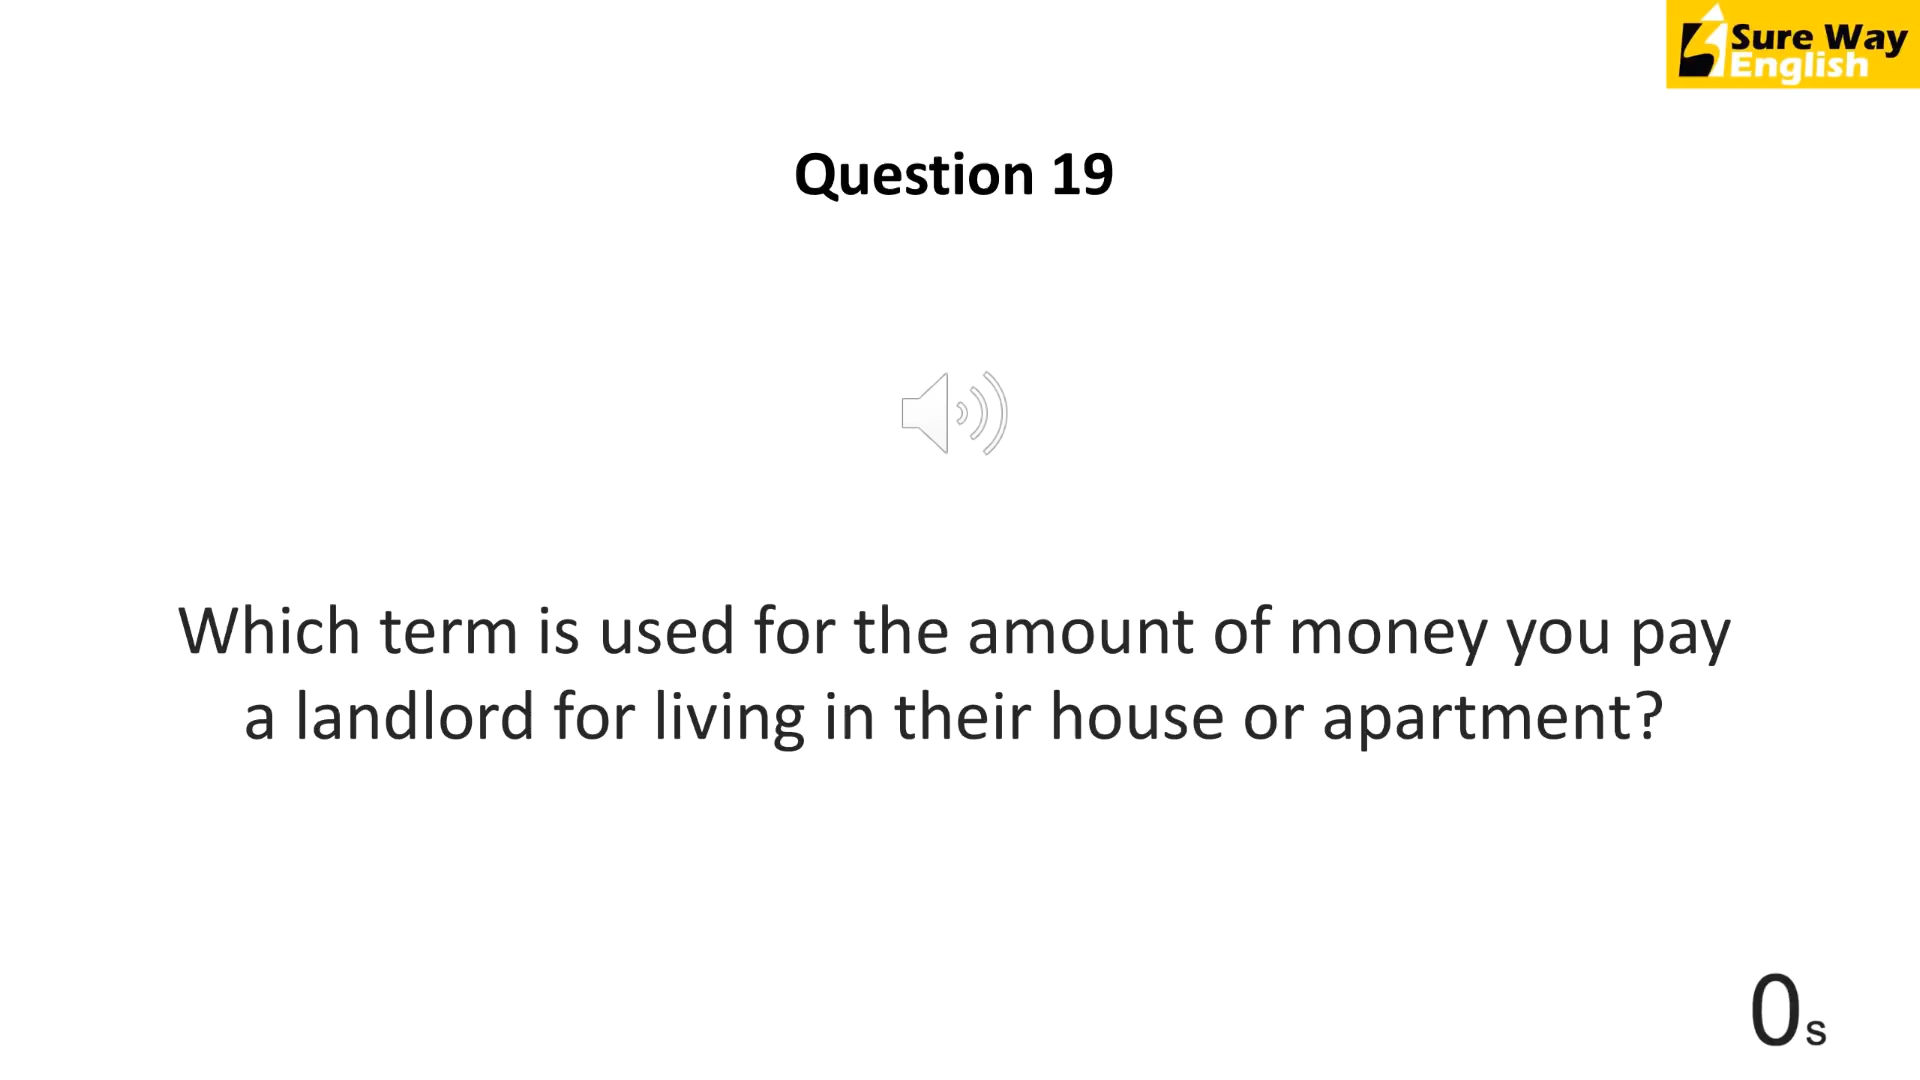 Sure Way
English
Question 19
Which term is used for the amount of money you pay
a landlord for living in their house or apartment?
0s